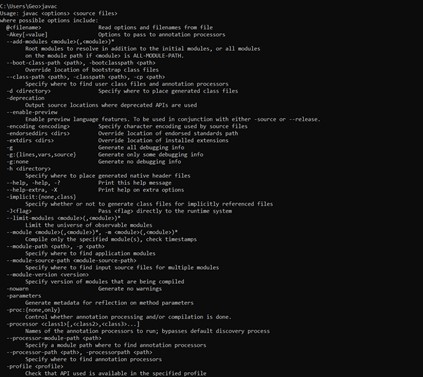 C:\Users\Geo>javac
Usage: javac <options> <source files>
where possible options include:
  @<filename>                  Read options and filenames from file
  -Akey[=value]                Options to pass to annotation processors
  --add-modules <module>(,<module>)*
        Root modules to resolve in addition to the initial modules, or all modules
        on the module path if <module> is ALL-MODULE-PATH.
  --boot-class-path <path>, -bootclasspath <path>
        Override location of bootstrap class files
  --class-path <path>, -classpath <path>, -cp <path>
        Specify where to find user class files and annotation processors
  -d <directory>               Specify where to place generated class files
  -deprecation
        Output source locations where deprecated APIs are used
  --enable-preview
        Enable preview language features. To be used in conjunction with either -source or --release.
  -encoding <encoding>         Specify character encoding used by source files
  -endorseddirs <dirs>         Override location of endorsed standards path
  -extdirs <dirs>              Override location of installed extensions
  -g                           Generate all debugging info
  -g:{lines,vars,source}       Generate only some debugging info
  -g:none                      Generate no debugging info
  -h <directory>
        Specify where to place generated native header files
  --help, -help, -?            Print this help message
  --help-extra, -X             Print help on extra options
  -implicit:{none,class}
        Specify whether or not to generate class files for implicitly referenced files
  -J<flag>                     Pass <flag> directly to the runtime system
  --limit-modules <module>(,<module>)*
        Limit the universe of observable modules
  --module <module>(,<module>)*, -m <module>(,<module>)*
        Compile only the specified module(s), check timestamps
  --module-path <path>, -p <path>
        Specify where to find application modules
  --module-source-path <module-source-path>
        Specify where to find input source files for multiple modules
  --module-version <version>
        Specify version of modules that are being compiled
  -nowarn                      Generate no warnings
  -parameters
        Generate metadata for reflection on method parameters
  -proc:{none,only}
        Control whether annotation processing and/or compilation is done.
  -processor <class1>[,<class2>,<class3>...]
        Names of the annotation processors to run; bypasses default discovery process
  --processor-module-path <path>
        Specify a module path where to find annotation processors
  --processor-path <path>, -processorpath <path>
        Specify where to find annotation processors
  -profile <profile>
        Check that API used is available in the specified profile